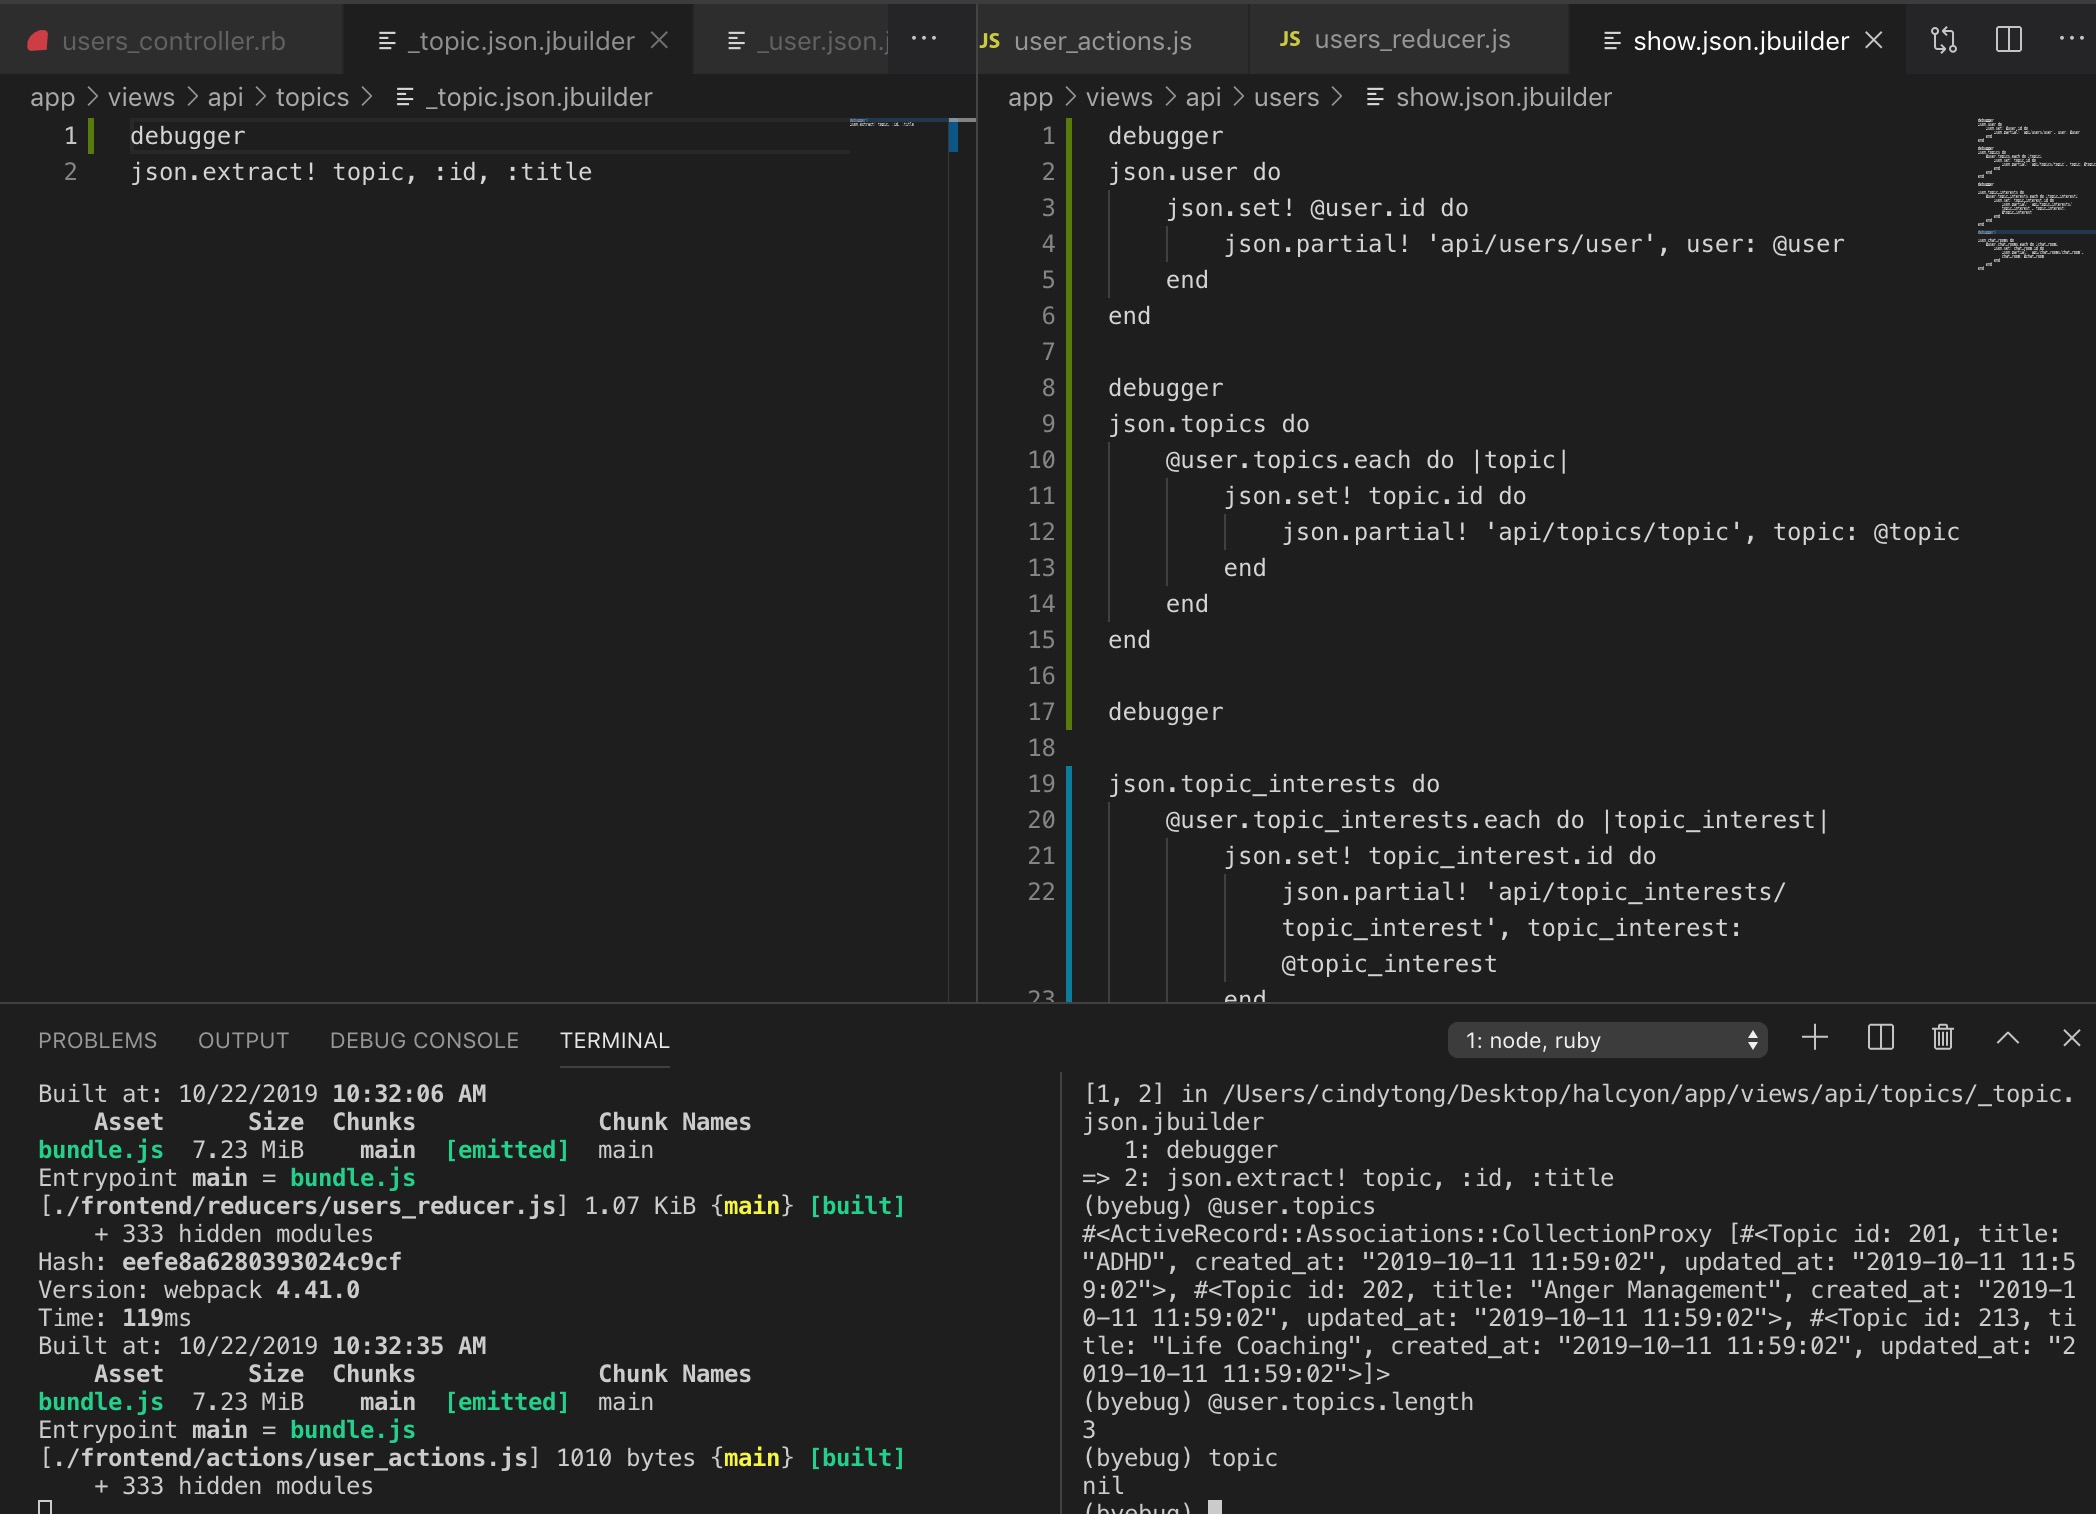 users_controller.rb
_topic.json.jbuilder
_user.json.j
user_actions.js
JS
users_reducer.js
JS
show.json.jbuilder
app > views > api > topics > _topic.json.jbuilder
1 debugger
2 json.extract! topic, :id, :title
app > views > api > users > show.json.jbuilder
1 debugger
2 json.user do
3 json.set! @user.id do
4 json.partial! 'api/users/user', user: @user
5 end
6 end
7
8 debugger
9 json.topics do
10 @user.topics.each do |topic|
11 json.set! topic.id do
12 json.partial! 'api/topics/topic', topic: @topic
13 end
14 end
15 end
16
17 debugger
18
19 json.topic_interests do
20 @user.topic_interests.each do |topic_interest|
21 json.set! topic_interest.id do
22 json.partial! 'api/topic_interests/
topic_interest', topic_interest:
@topic_interest
23 end
PROBLEMS OUTPUT DEBUG CONSOLE TERMINAL
1: node, ruby
Built at: 10/22/2019 10:32:06 AM
Asset Size Chunks Chunk Names
bundle.js 7.23 MiB main [emitted] main
Entrypoint main = bundle.js
[./frontend/reducers/users_reducer.js] 1.07 KiB {main} [built]
+ 333 hidden modules
Hash: eefe8a6280393024c9cf
Version: webpack 4.41.0
Time: 119ms
Built at: 10/22/2019 10:32:35 AM
Asset Size Chunks Chunk Names
bundle.js 7.23 MiB main [emitted] main
Entrypoint main = bundle.js
[./frontend/actions/user_actions.js] 1010 bytes {main} [built]
+ 333 hidden modules
[1, 2] in /Users/cindytong/Desktop/halcyon/app/views/api/topics/_topic.
json.jbuilder
1: debugger
=> 2: json.extract! topic, :id, :title
(byebug) @user.topics
#<ActiveRecord::Associations::CollectionProxy [#<Topic id: 201, title:
"ADHD", created_at: "2019-10-11 11:59:02", updated_at: "2019-10-11 11:5
9:02">, #<Topic id: 202, title: "Anger Management", created_at: "2019-1
0-11 11:59:02", updated_at: "2019-10-11 11:59:02">, #<Topic id: 213, ti
tle: "Life Coaching", created_at: "2019-10-11 11:59:02", updated_at: "2
019-10-11 11:59:02">]>
(byebug) @user.topics.length
3
(byebug) topic
nil
(byebug)